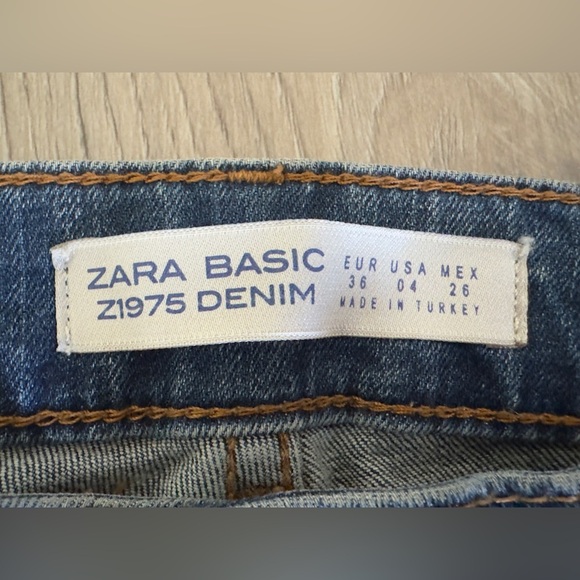 ZARA BASIC
Z1975 DENIM
EUR USA MEX
36 04 26
MADE IN TURKEY